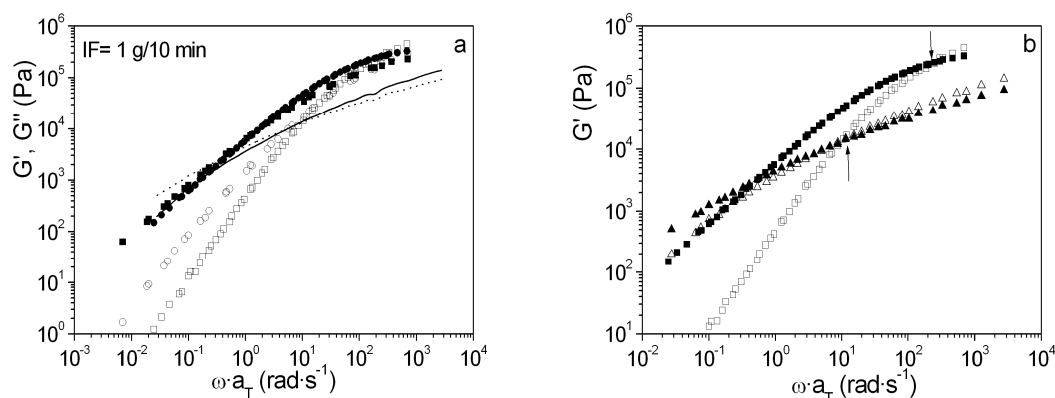 IF= 1 g/10 min
a
G', G'' (Pa)
10^6
10^5
10^4
10^3
10^2
10^1
10^0
10^-3 10^-2 10^-1 10^0 10^1 10^2 10^3 10^4
ω·a_T (rad·s^-1)
b
G' (Pa)
10^6
10^5
10^4
10^3
10^2
10^1
10^-2 10^-1 10^0 10^1 10^2 10^3 10^4
ω·a_T (rad·s^-1)